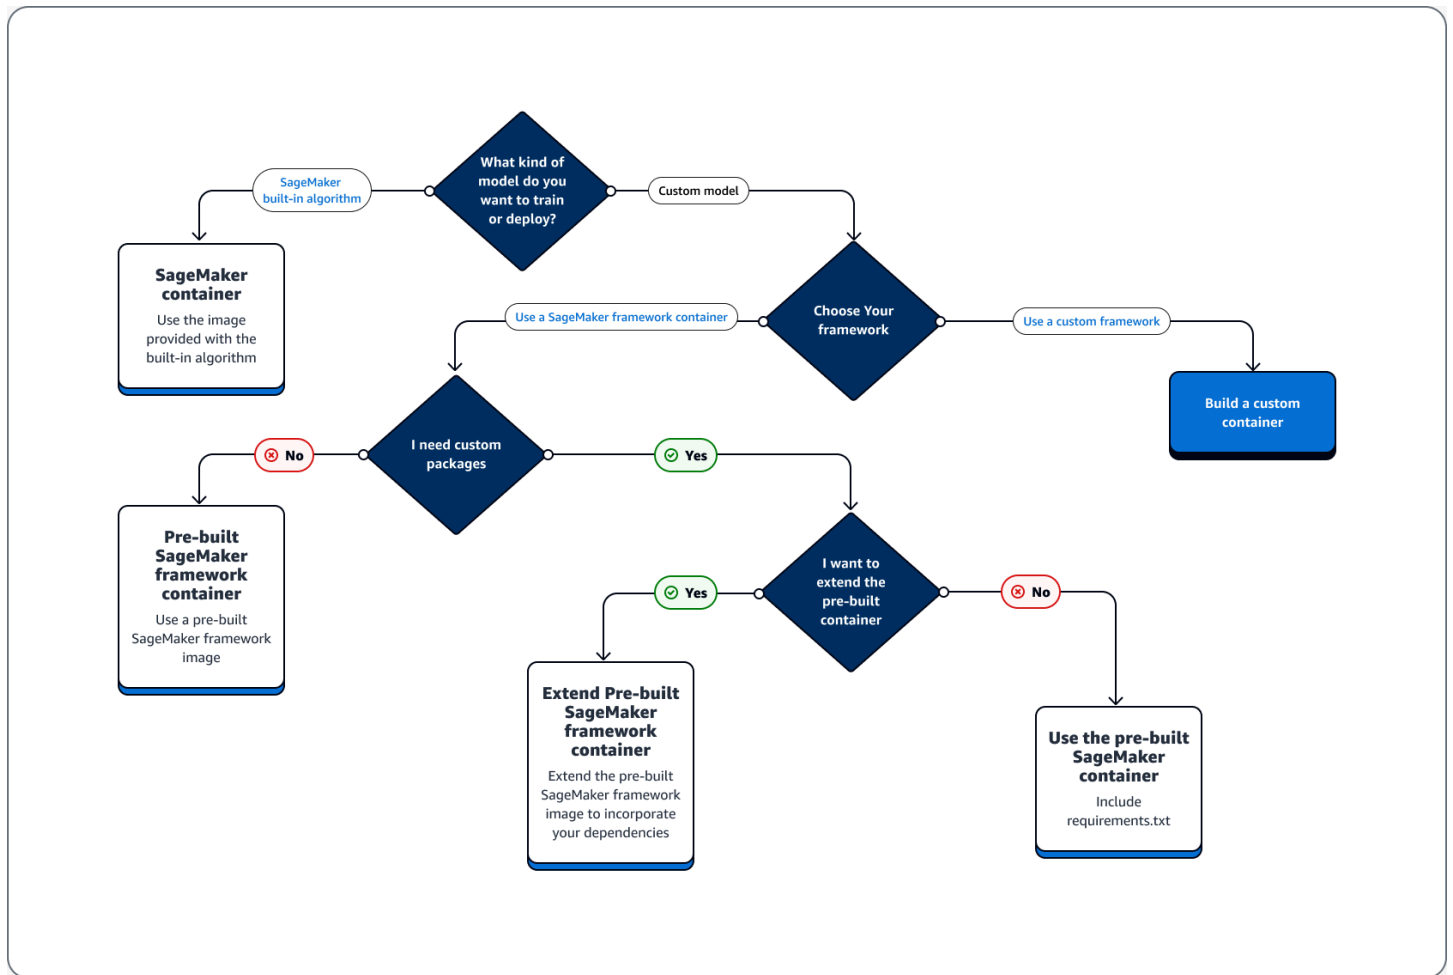 What kind of
model do you
want to train
or deploy?
SageMaker
built-in algorithm
Custom model
SageMaker
container
Use the image
provided with the
built-in algorithm
Choose Your
framework
Use a SageMaker framework container
Use a custom framework
Build a custom
container
I need custom
packages
No
Yes
Pre-built
SageMaker
framework
container
Use a pre-built
SageMaker framework
image
I want to
extend the
pre-built
container
Yes
No
Extend Pre-built
SageMaker
framework
container
Extend the pre-built
SageMaker framework
image to incorporate
your dependencies
Use the pre-built
SageMaker
container
Include
requirements.txt